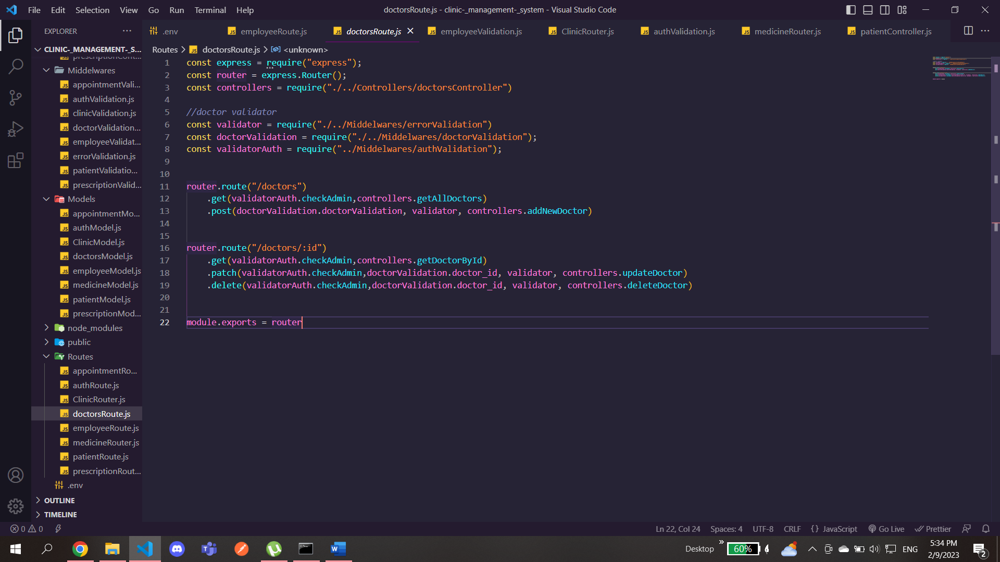 File Edit Selection View Go Run Terminal Help
doctorsRoute.js - clinic-_management-_system - Visual Studio Code
EXPLORER
.env
employeeRoute.js
doctorsRoute.js
employeeValidation.js
ClinicRouter.js
authValidation.js
medicineRouter.js
patientController.js
CLINIC-_MANAGEMENT-_S...
prescriptionCont...
Middelwares
appointmentVali...
authValidation.js
clinicValidation.js
doctorValidation...
employeeValidat...
errorValidation.js
patientValidatio...
prescriptionValid...
Models
appointmentMo...
authModel.js
ClinicModel.js
doctorsModel.js
employeeModel.js
medicineModel.js
patientModel.js
prescriptionMod...
node_modules
public
Routes
appointmentRo...
authRoute.js
ClinicRouter.js
doctorsRoute.js
employeeRoute.js
medicineRouter.js
patientRoute.js
prescriptionRout...
.env
OUTLINE
TIMELINE
Routes > doctorsRoute.js > <unknown>
1 const express = require("express");
2 const router = express.Router();
3 const controllers = require("./../Controllers/doctorsController")
4
5 //doctor validator
6 const validator = require("./../Middelwares/errorValidation")
7 const doctorValidation = require("./../Middelwares/doctorValidation");
8 const validatorAuth = require("../Middelwares/authValidation");
9
10
11 router.route("/doctors")
12 .get(validatorAuth.checkAdmin,controllers.getAllDoctors)
13 .post(doctorValidation.doctorValidation, validator, controllers.addNewDoctor)
14
15
16 router.route("/doctors/:id")
17 .get(validatorAuth.checkAdmin,controllers.getDoctorById)
18 .patch(validatorAuth.checkAdmin,doctorValidation.doctor_id, validator, controllers.updateDoctor)
19 .delete(validatorAuth.checkAdmin,doctorValidation.doctor_id, validator, controllers.deleteDoctor)
20
21
22 module.exports = router
0 0
Ln 22, Col 24 Spaces: 4 UTF-8 CRLF {} JavaScript Go Live Prettier
Desktop
60%
ENG
5:34 PM
2/9/2023
2